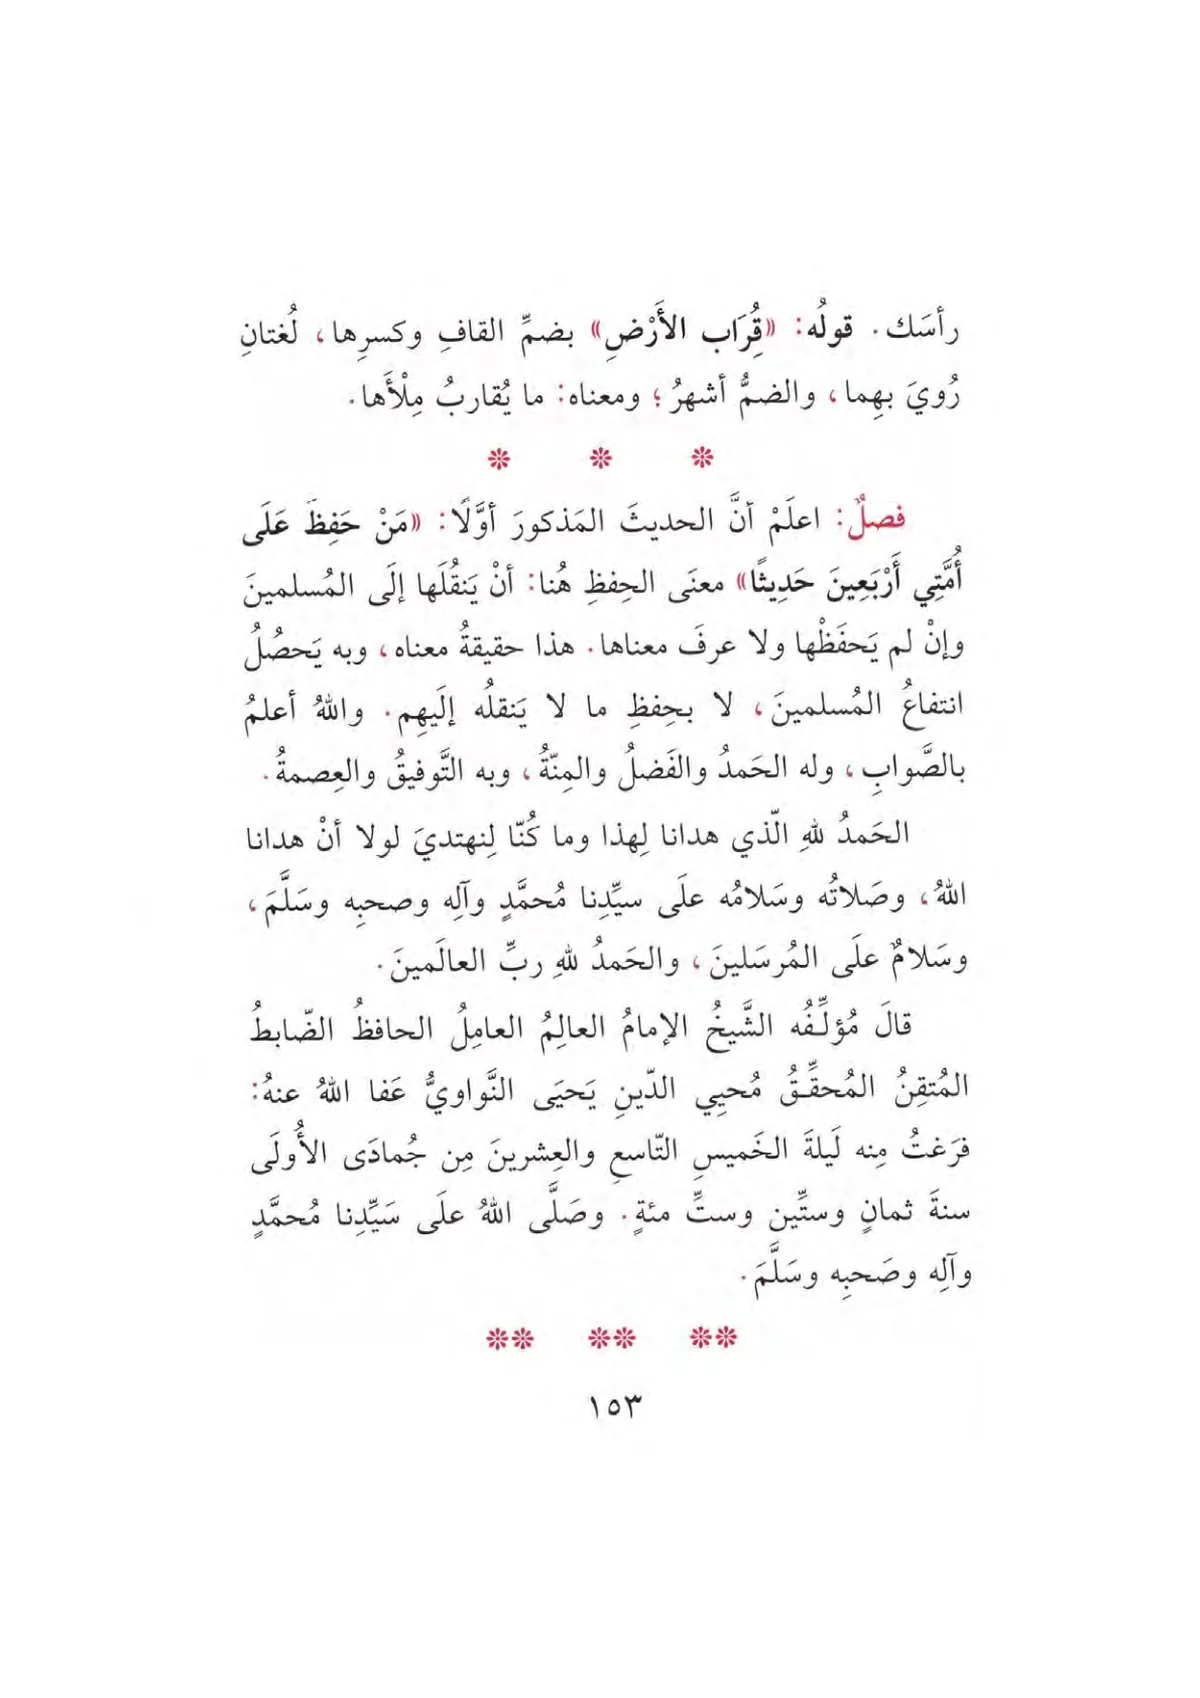 رأسَك. قولُه: «قُِرَاب الأَرْضِ» بضمِّ القافِ وكسرِها، لُغتانِ
رُويَ بهِما، والضمُّ أشهرُ؛ ومعناه: ما يُقاربُ مِلْأَها.
❊ ❊ ❊
فصلٌ: اعلَمْ أنَّ الحديثَ المَذكورَ أوَّلًا: «مَنْ حَفِظَ عَلَى
أُمَّتِي أَرْبَعِينَ حَدِيثًا» معنَى الحِفظِ هُنا: أنْ يَنقُلَها إلَى المُسلمينَ
وإنْ لم يَحفَظْها ولا عرفَ معناها. هذا حقيقةُ معناه، وبه يَحصُلُ
انتفاعُ المُسلمينَ، لا بحِفظِ ما لا يَنقلُه إلَيهِم. واللهُ أعلمُ
بالصَّوابِ، وله الحَمدُ والفَضلُ والمِنّةُ، وبه التَّوفيقُ والعِصمةُ.
الحَمدُ للهِ الّذي هدانا لِهذا وما كُنّا لِنهتديَ لولا أنْ هدانا
اللهُ، وصَلاتُه وسَلامُه علَى سيِّدِنا مُحمَّدٍ وآلِه وصحبِه وسَلَّمَ،
وسَلامٌ علَى المُرسَلينَ، والحَمدُ للهِ ربِّ العالَمينَ.
قالَ مُؤلِّفُه الشَّيخُ الإمامُ العالِمُ العامِلُ الحافظُ الضّابطُ
المُتقِنُ المُحقِّقُ مُحيِي الدّينِ يَحيَى النَّواويُّ عَفا اللهُ عنهُ:
فرَغتُ مِنه لَيلةَ الخَميسِ التّاسعِ والعِشرينَ مِن جُمادَى الأُولَى
سنةَ ثمانٍ وستِّين وستِّ مئةٍ. وصَلَّى اللهُ علَى سَيِّدِنا مُحمَّدٍ
وآلِه وصَحبِه وسَلَّمَ.
❊❊ ❊❊ ❊❊
١٥٣